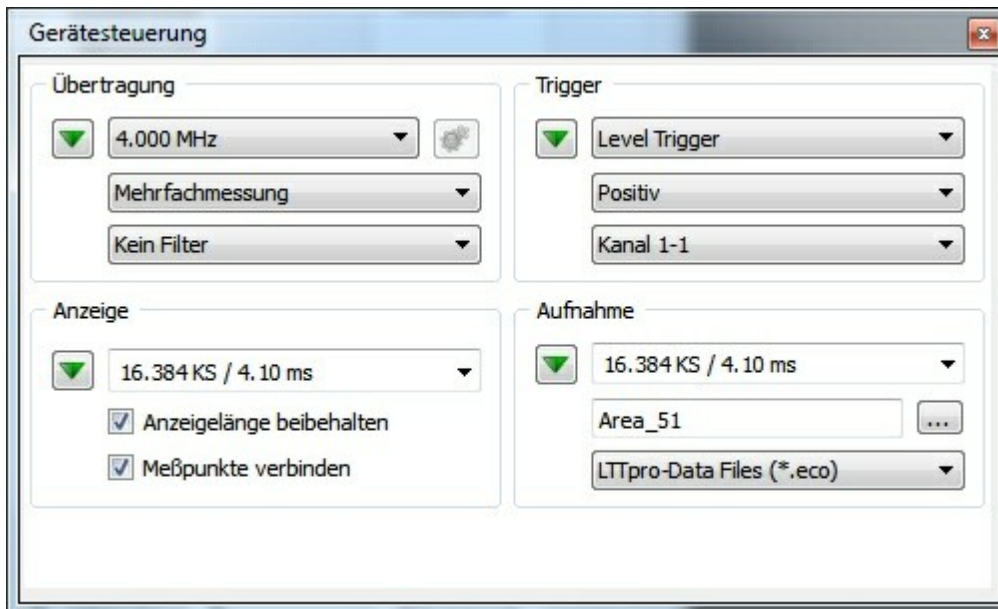 Gerätesteuerung
x
Übertragung
4.000 MHz
Mehrfachmessung
Kein Filter
Trigger
Level Trigger
Positiv
Kanal 1-1
Anzeige
16.384 KS / 4.10 ms
Anzeigelänge beibehalten
Meßpunkte verbinden
Aufnahme
16.384 KS / 4.10 ms
Area_51
...
LTTpro-Data Files (*.eco)